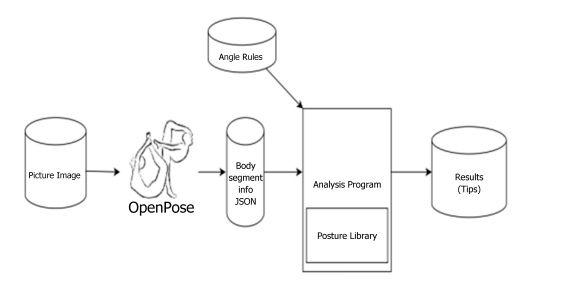 Angle Rules
Picture Image
OpenPose
Body
segment
info
JSON
Analysis Program
Posture Library
Results
(Tips)